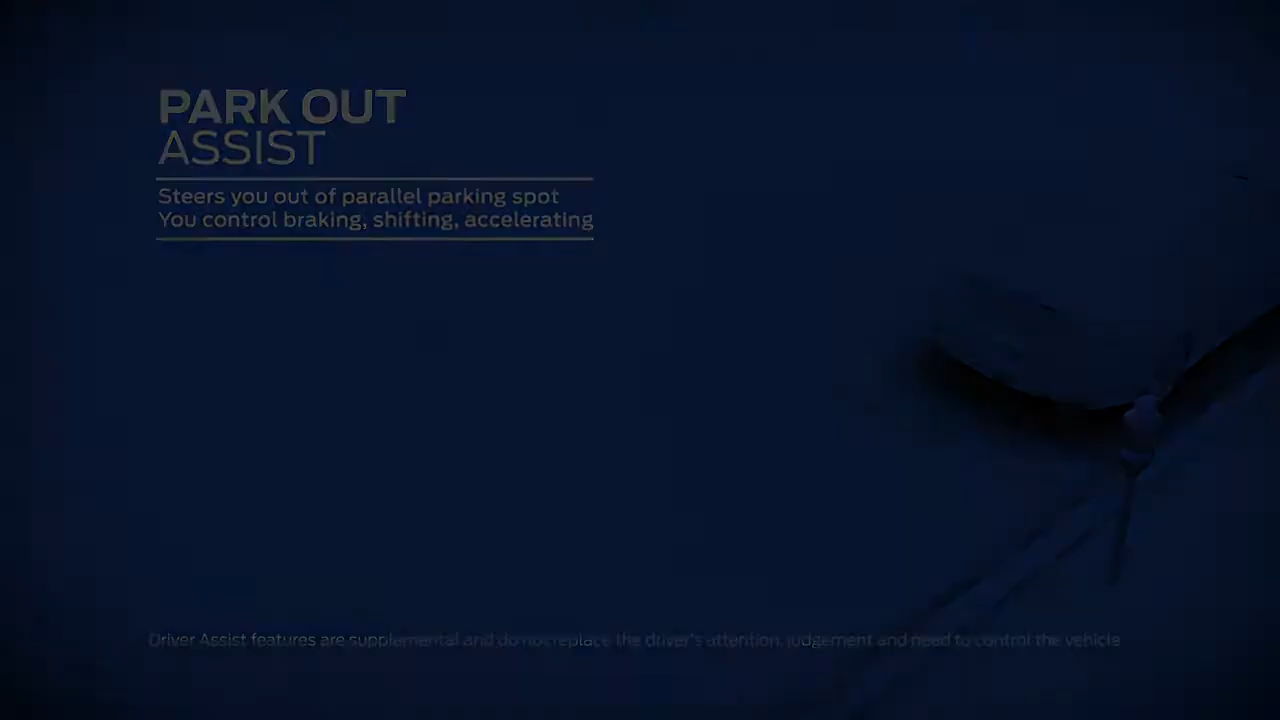 PARK OUT
ASSIST
Steers you out of parallel parking spot
You control braking, shifting, accelerating
Driver Assist features are supplemental and do not replace the driver's attention, judgement and need to control the vehicle